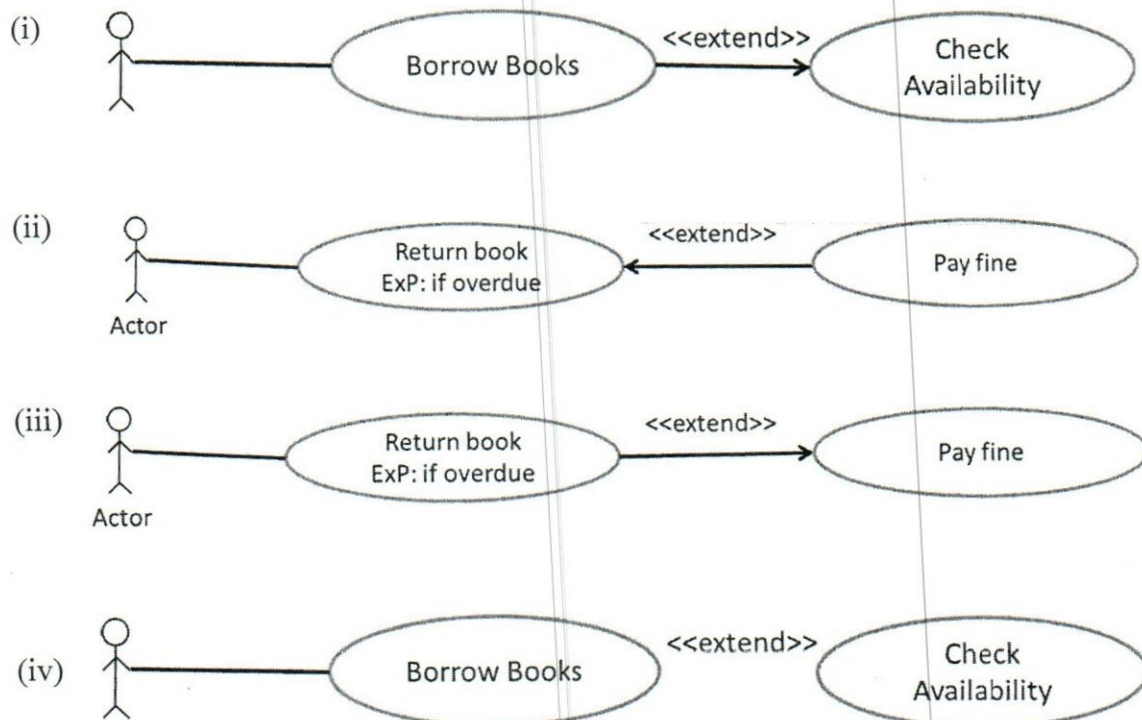 (i)
Borrow Books
<<extend>>
Check
Availability
(ii)
Return book
ExP: if overdue
<<extend>>
Pay fine
Actor
(iii)
Return book
ExP: if overdue
<<extend>>
Pay fine
Actor
(iv)
Borrow Books
<<extend>>
Check
Availability